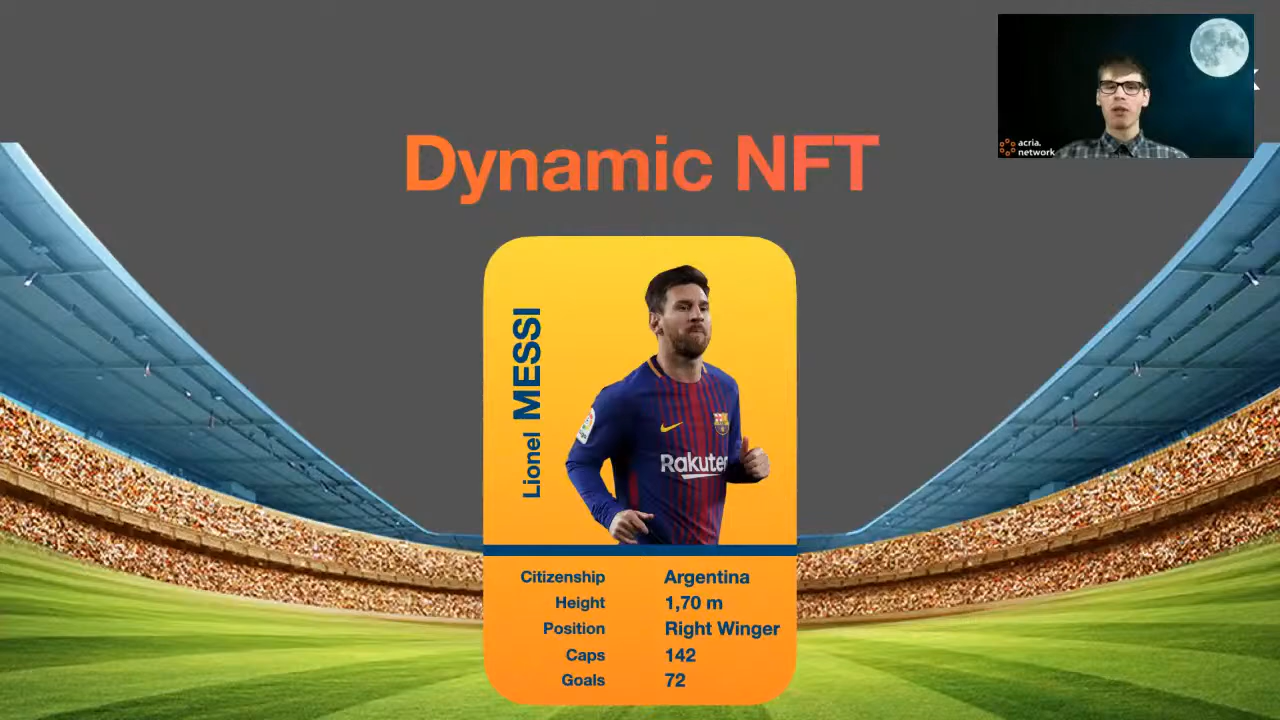 Dynamic NFT
acria.
network
Lionel MESSI
Rakuten
Citizenship Argentina
Height 1,70 m
Position Right Winger
Caps 142
Goals 72